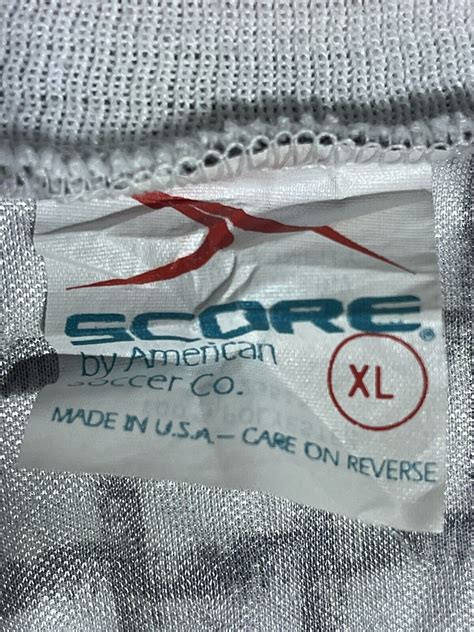 SCORE®
by American
Soccer Co.
XL
MADE IN U.S.A – CARE ON REVERSE